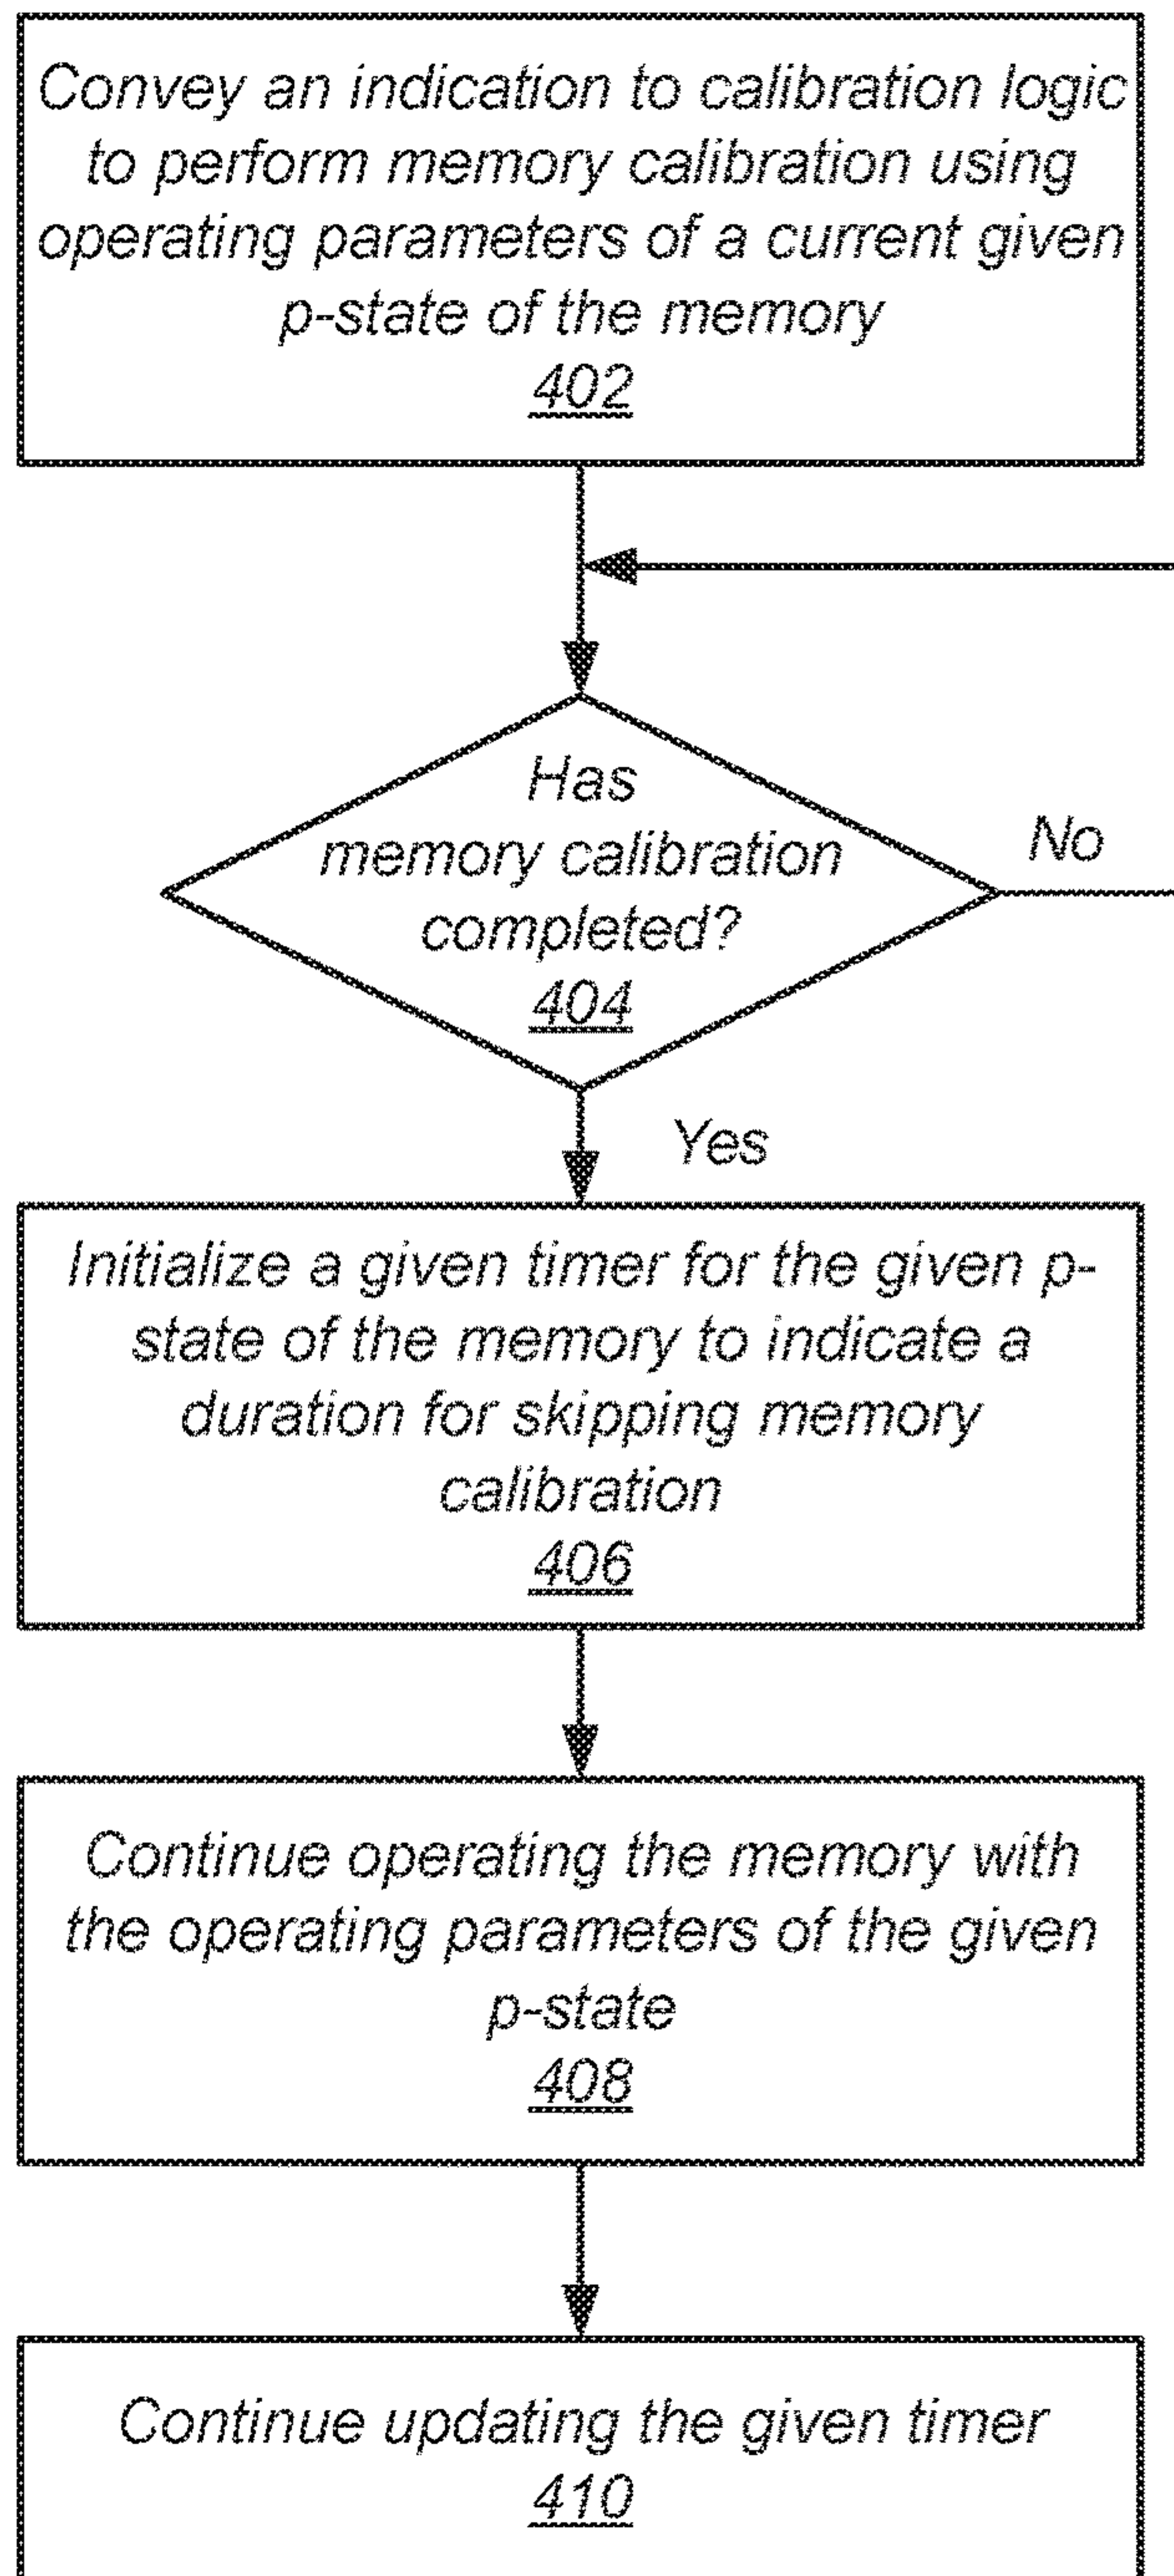 Convey an indication to calibration logic
to perform memory calibration using
operating parameters of a current given
p-state of the memory
402
Has
memory calibration
completed?
404
No
Yes
Initialize a given timer for the given p-
state of the memory to indicate a
duration for skipping memory
calibration
406
Continue operating the memory with
the operating parameters of the given
p-state
408
Continue updating the given timer
410